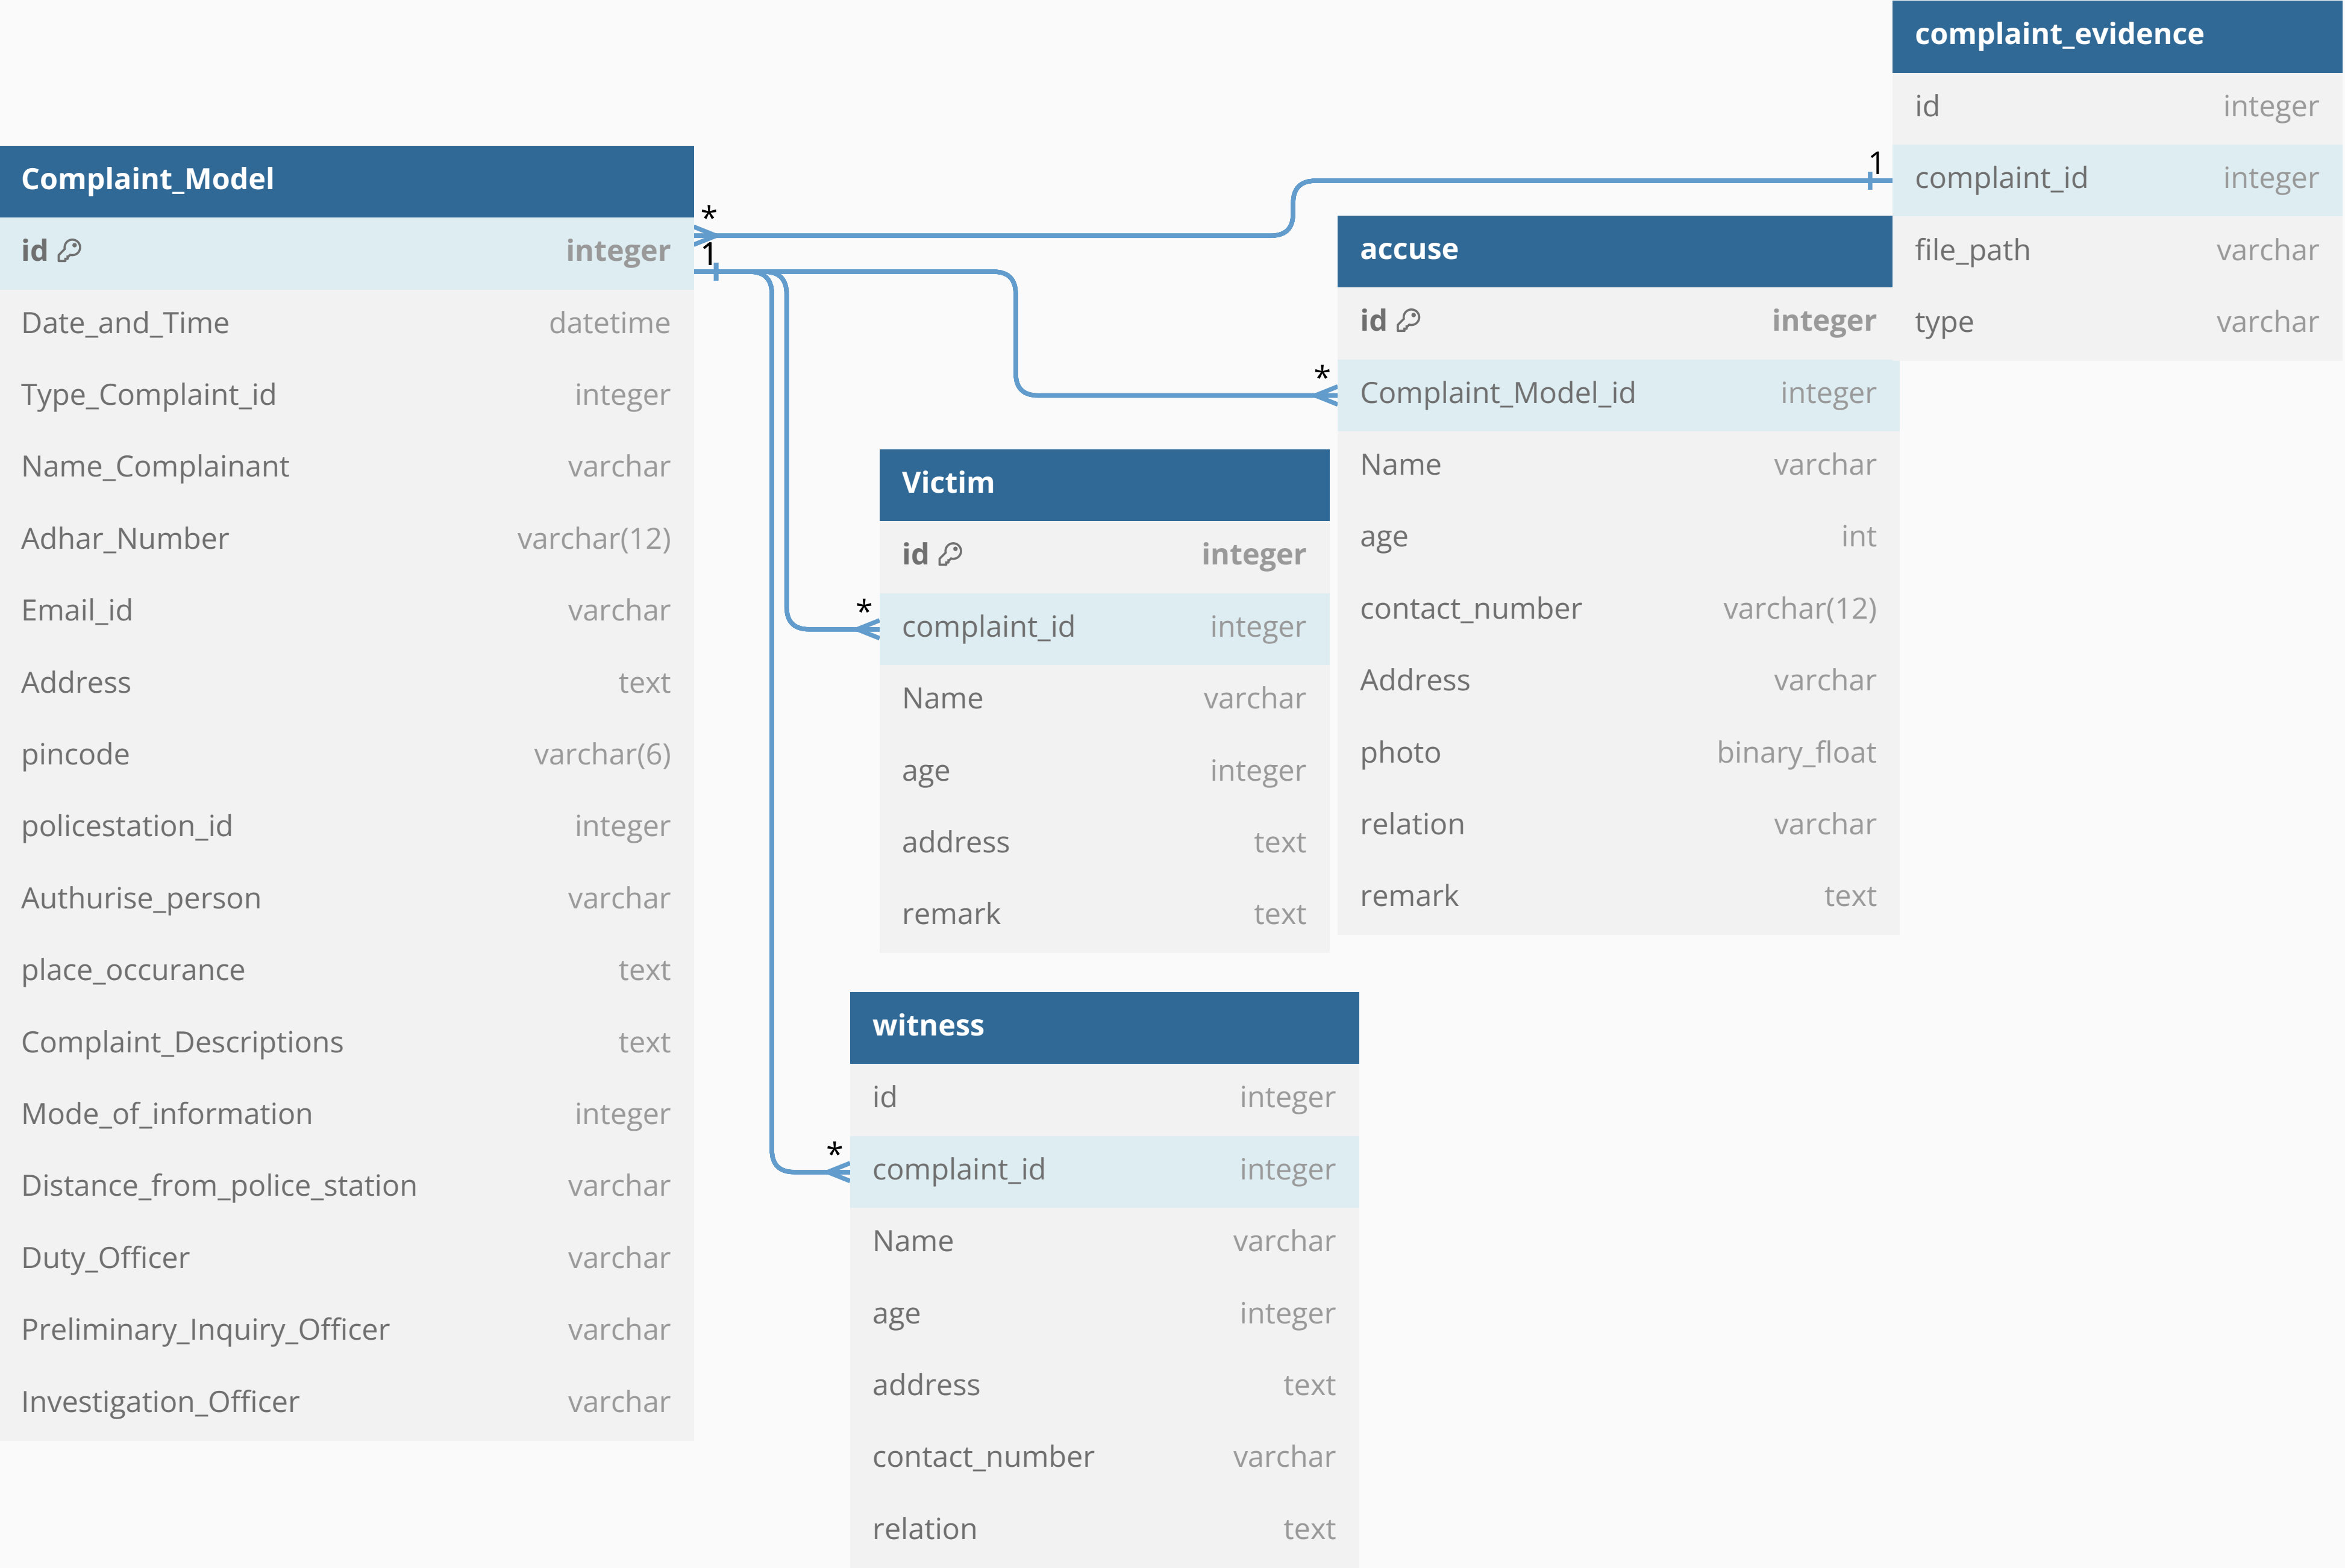 Complaint_Model
id integer
Date_and_Time datetime
Type_Complaint_id integer
Name_Complainant varchar
Adhar_Number varchar(12)
Email_id varchar
Address text
pincode varchar(6)
policestation_id integer
Authurise_person varchar
place_occurance text
Complaint_Descriptions text
Mode_of_information integer
Distance_from_police_station varchar
Duty_Officer varchar
Preliminary_Inquiry_Officer varchar
Investigation_Officer varchar
*
1
Victim
id integer
*
complaint_id integer
Name varchar
age integer
address text
remark text
witness
id integer
*
complaint_id integer
Name varchar
age integer
address text
contact_number varchar
relation text
accuse
id integer
*
Complaint_Model_id integer
Name varchar
age int
contact_number varchar(12)
Address varchar
photo binary_float
relation varchar
remark text
complaint_evidence
id integer
1
complaint_id integer
file_path varchar
type varchar